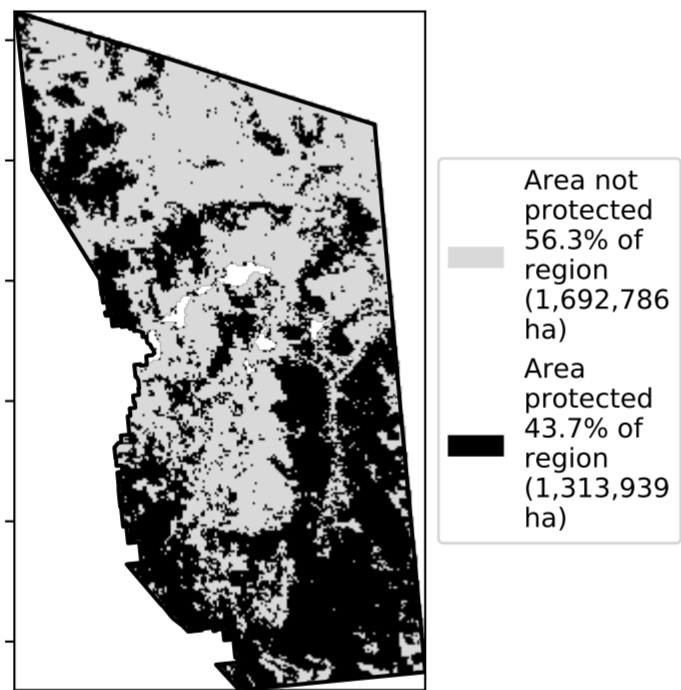 Area not
protected
56.3% of
region
(1,692,786
ha)
Area
protected
43.7% of
region
(1,313,939
ha)